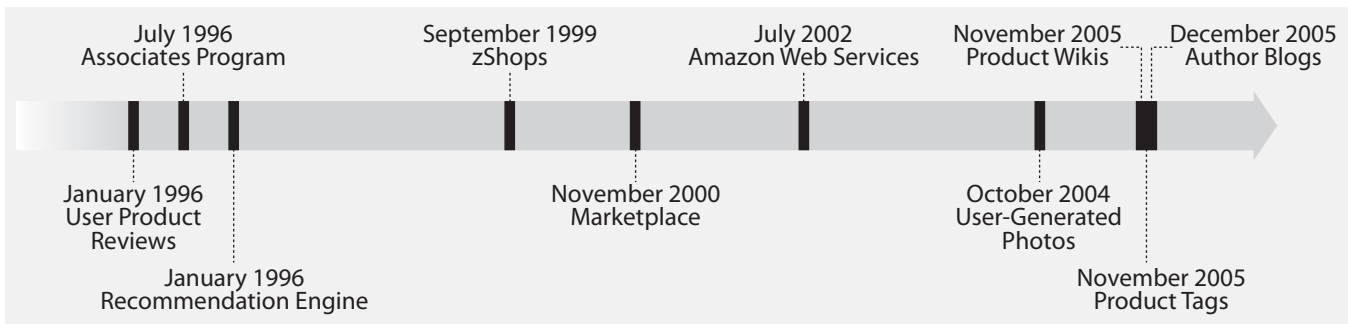 July 1996
Associates Program
September 1999
zShops
July 2002
Amazon Web Services
November 2005
Product Wikis
December 2005
Author Blogs
January 1996
User Product
Reviews
January 1996
Recommendation Engine
November 2000
Marketplace
October 2004
User-Generated
Photos
November 2005
Product Tags